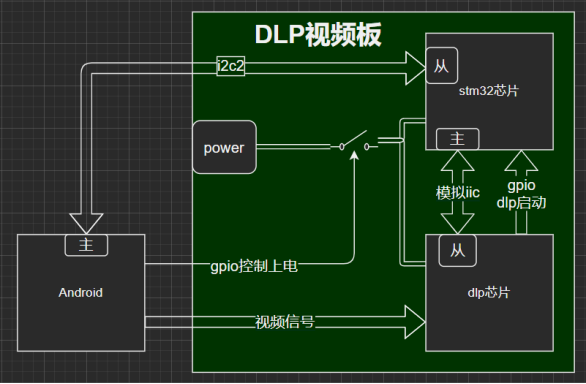 DLP视频板
i2c2
从
stm32芯片
power
主
模拟iic
gpio
dlp启动
主
Android
gpio控制上电
从
dlp芯片
视频信号